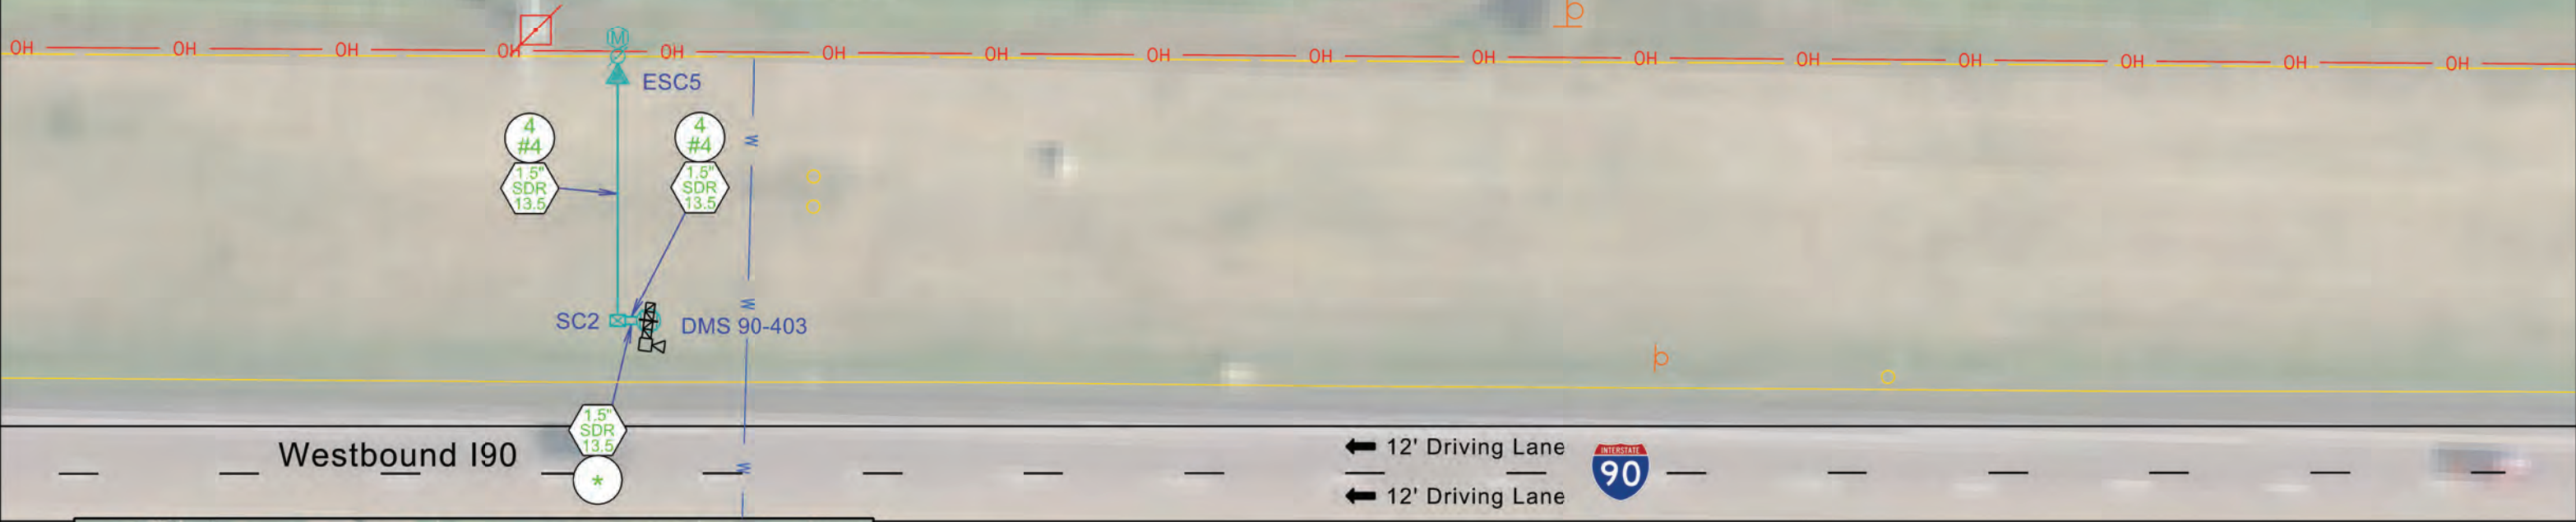 OH OH OH OH OH OH OH OH OH OH OH OH OH OH OH OH
M
ESC5
4
#4
1.5"
SDR
13.5
4
#4
1.5"
SDR
13.5
W
W
SC2
DMS 90-403
1.5"
SDR
13.5
*
W
Westbound I90
12' Driving Lane
12' Driving Lane
INTERSTATE
90